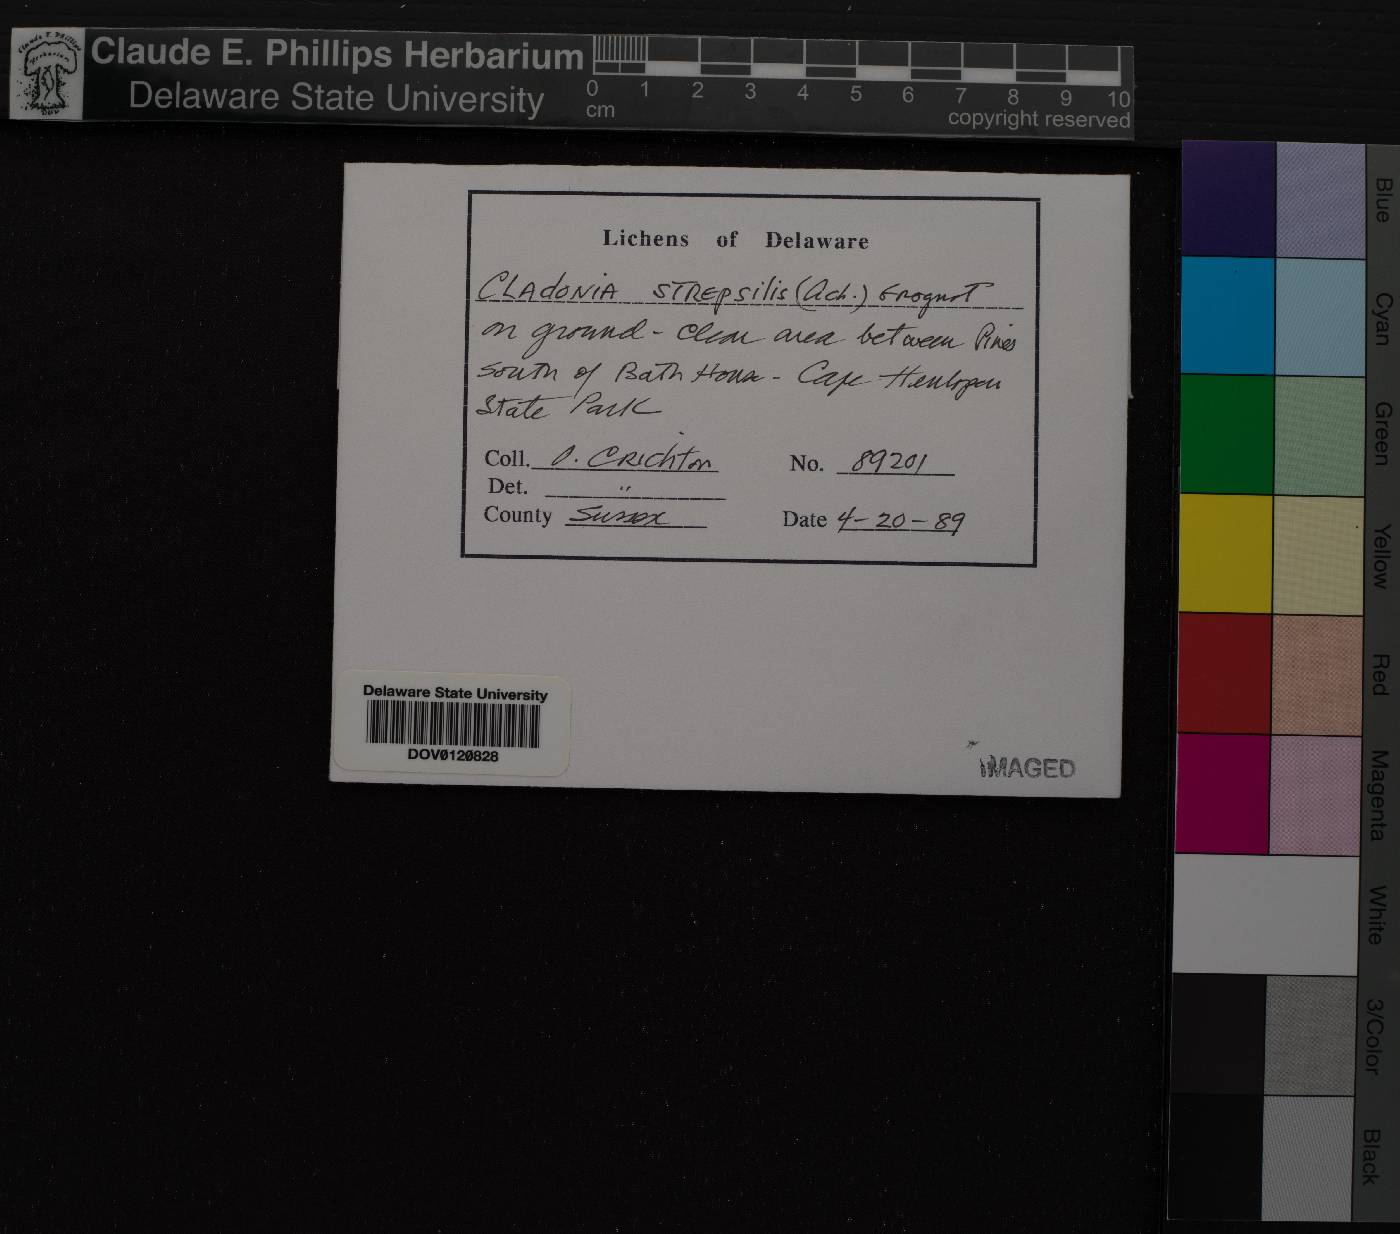 Claude E. Phillips Herbarium
Delaware State University
0 1 2 3 4 5 6 7 8 9 10
cm
copyright reserved
Lichens of Delaware
CLAdONiA STREpsilis (Ach.)
on ground - Clear area between Pines
South of Bath House - Cape Henlopen
State Park
Coll. O. CRichton No. 89201
Det. "
County Sussex Date 4-20-89
Delaware State University
DOV0120828
IMAGED
Blue
Cyan
Green
Yellow
Red
Magenta
White
3/Color
Black